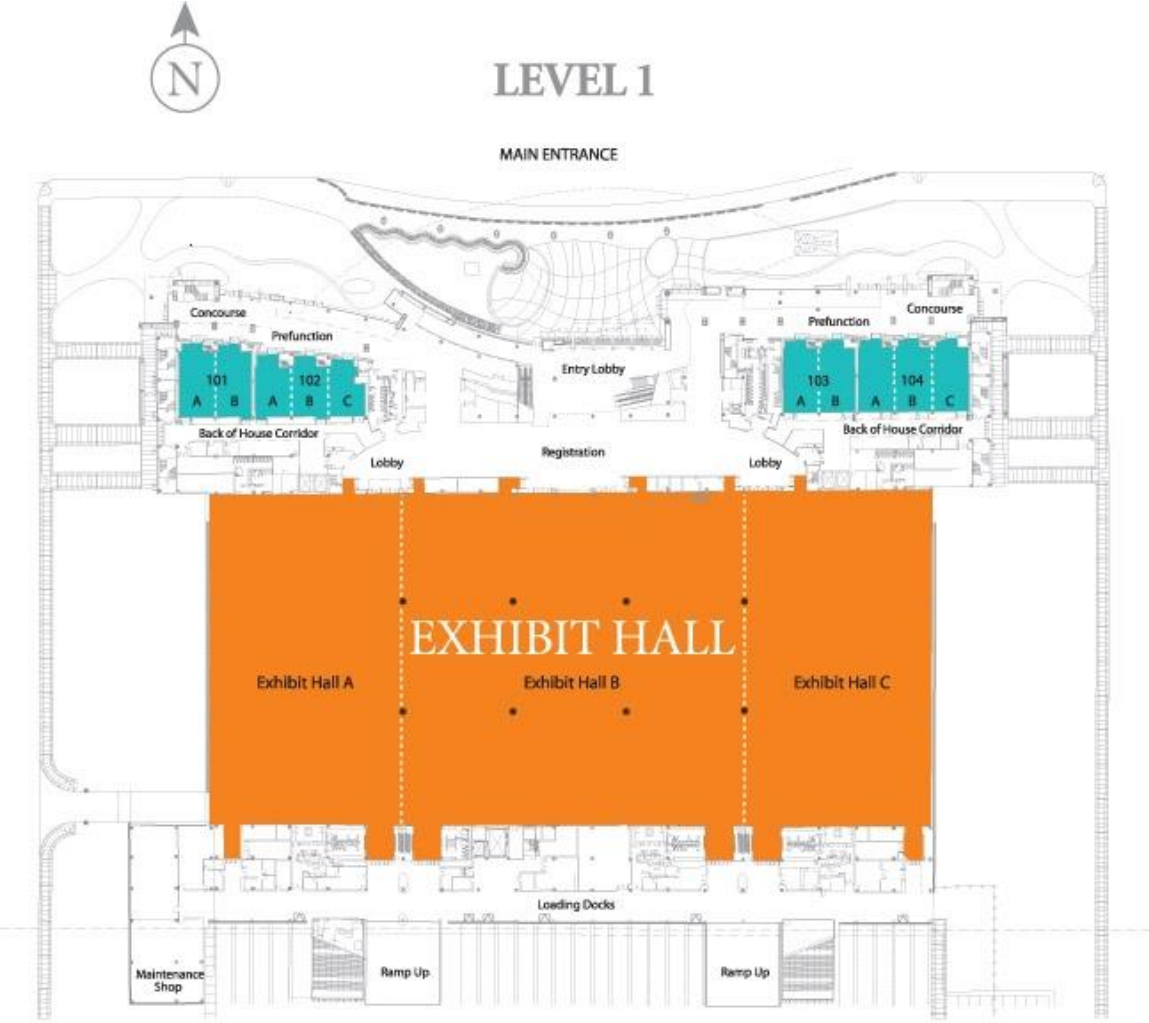 N
LEVEL 1
MAIN ENTRANCE
Concourse
Concourse
Prefunction
Prefunction
Entry Lobby
101
102
103
104
A
B
A
B
C
A
B
A
B
C
Back of House Corridor
Back of House Corridor
Registration
Lobby
Lobby
EXHIBIT HALL
Exhibit Hall A
Exhibit Hall B
Exhibit Hall C
Loading Docks
Maintenance
Shop
Ramp Up
Ramp Up